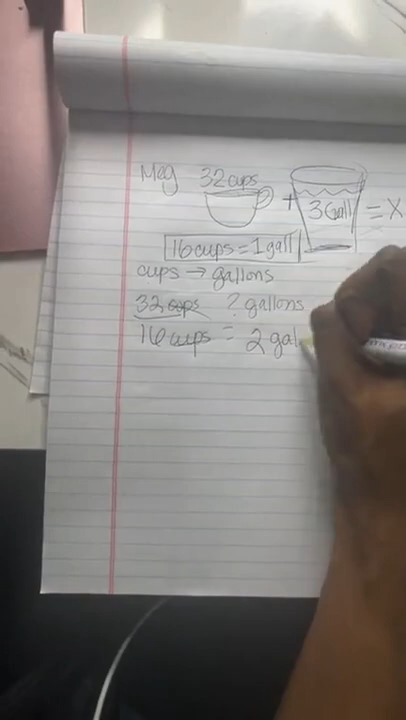 Meg 32 cups + 3 Gall = X
16 cups = 1 gall
cups → gallons
32 cups ? gallons
16 cups = 2 gal